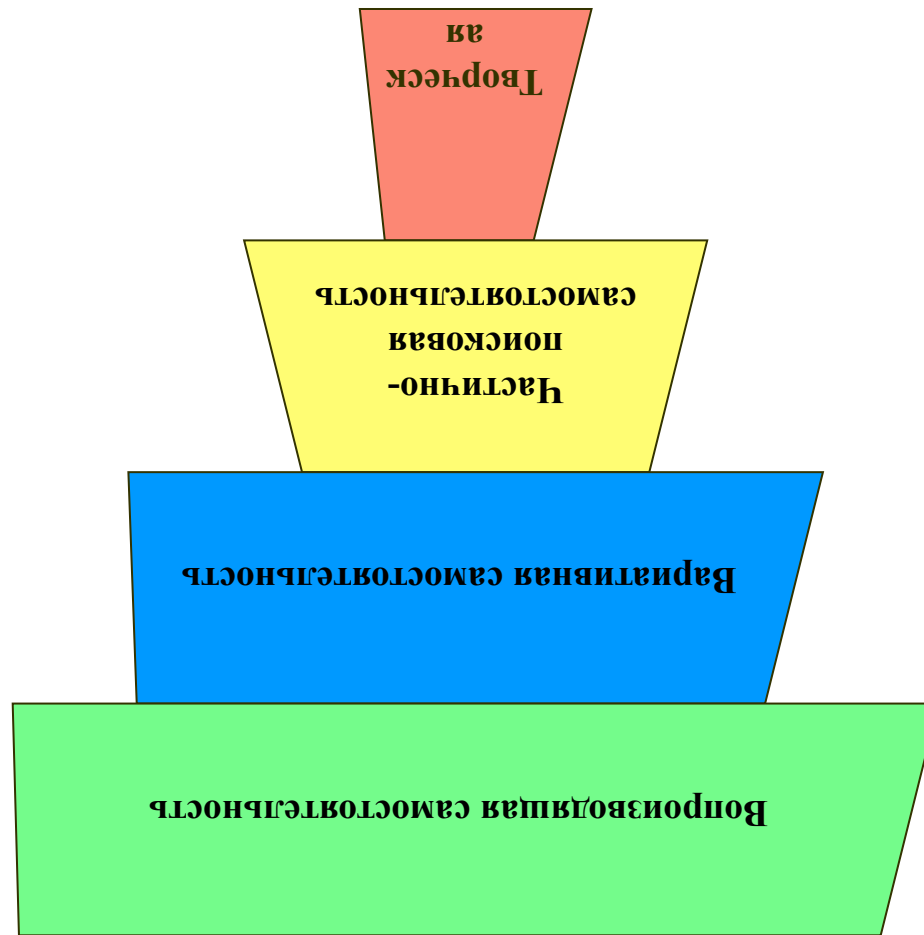 Вопроизводящая самостоятельность
Вариативная самостоятельность
Частично-
поисковая
самостоятельность
Творческ
ая